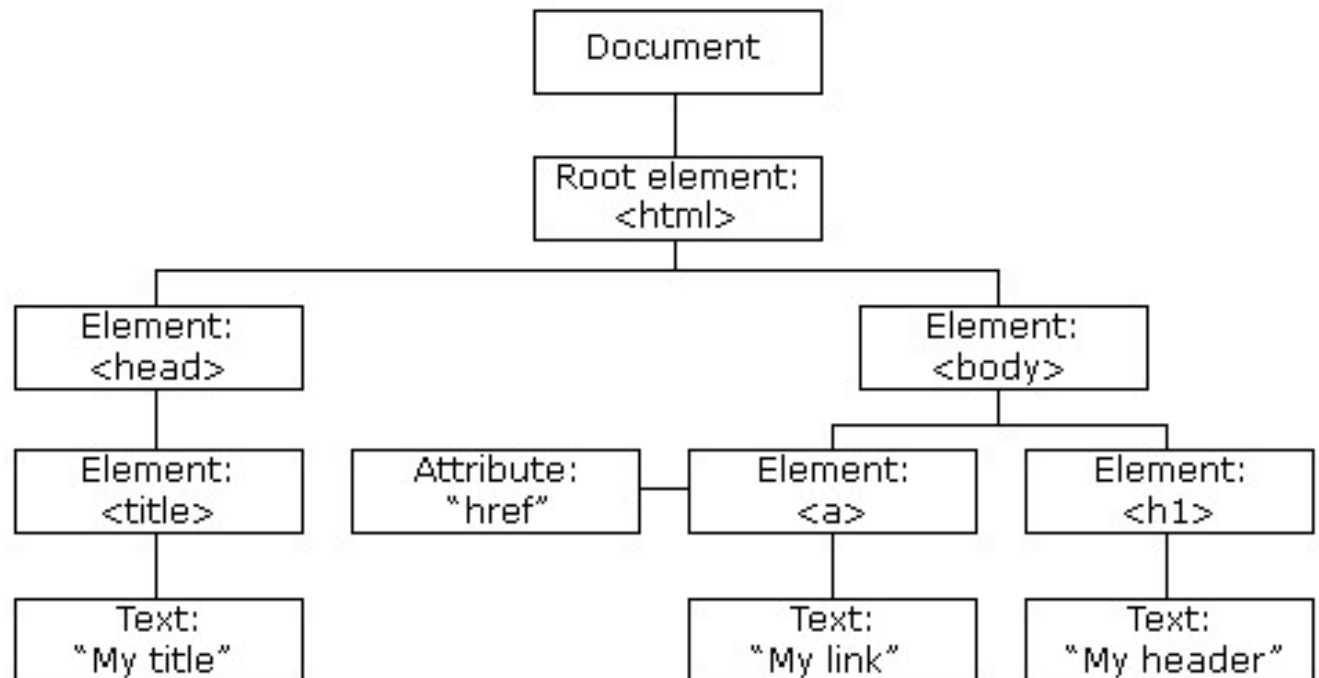 Document
Root element:
<html>
Element:
<head>
Element:
<body>
Element:
<title>
Attribute:
“href”
Element:
<a>
Element:
<h1>
Text:
“My title”
Text:
“My link”
Text:
“My header”